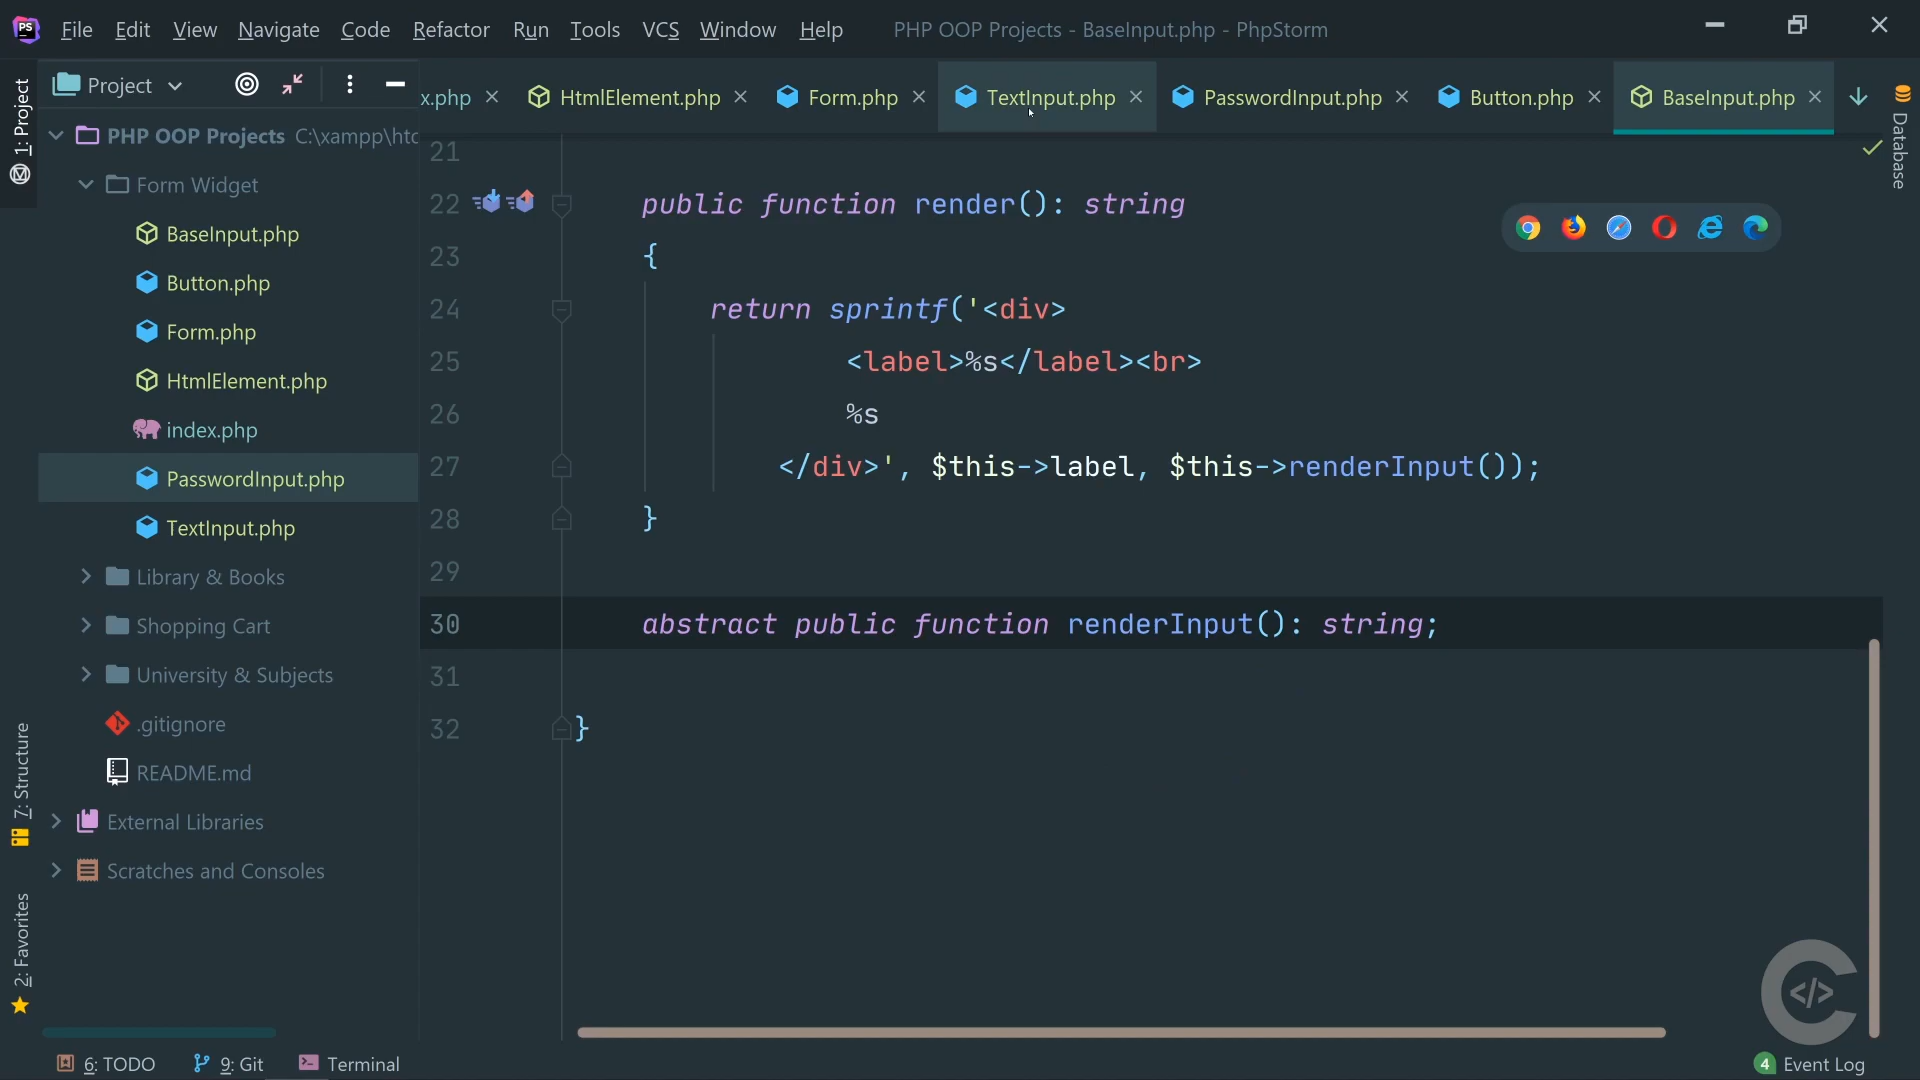 PS File Edit View Navigate Code Refactor Run Tools VCS Window Help PHP OOP Projects - BaseInput.php - PhpStorm
Project
x.php HtmlElement.php Form.php TextInput.php PasswordInput.php Button.php BaseInput.php
1: Project
Database
PHP OOP Projects C:\xampp\htc
Form Widget
BaseInput.php
Button.php
Form.php
HtmlElement.php
index.php
PasswordInput.php
TextInput.php
Library & Books
Shopping Cart
University & Subjects
.gitignore
README.md
External Libraries
Scratches and Consoles
7: Structure
2: Favorites
21
22 public function render(): string
23 {
24 return sprintf('<div>
25 <label>%s</label><br>
26 %s
27 </div>', $this->label, $this->renderInput());
28 }
29
30 abstract public function renderInput(): string;
31
32 }
</>
6: TODO 9: Git Terminal 4 Event Log